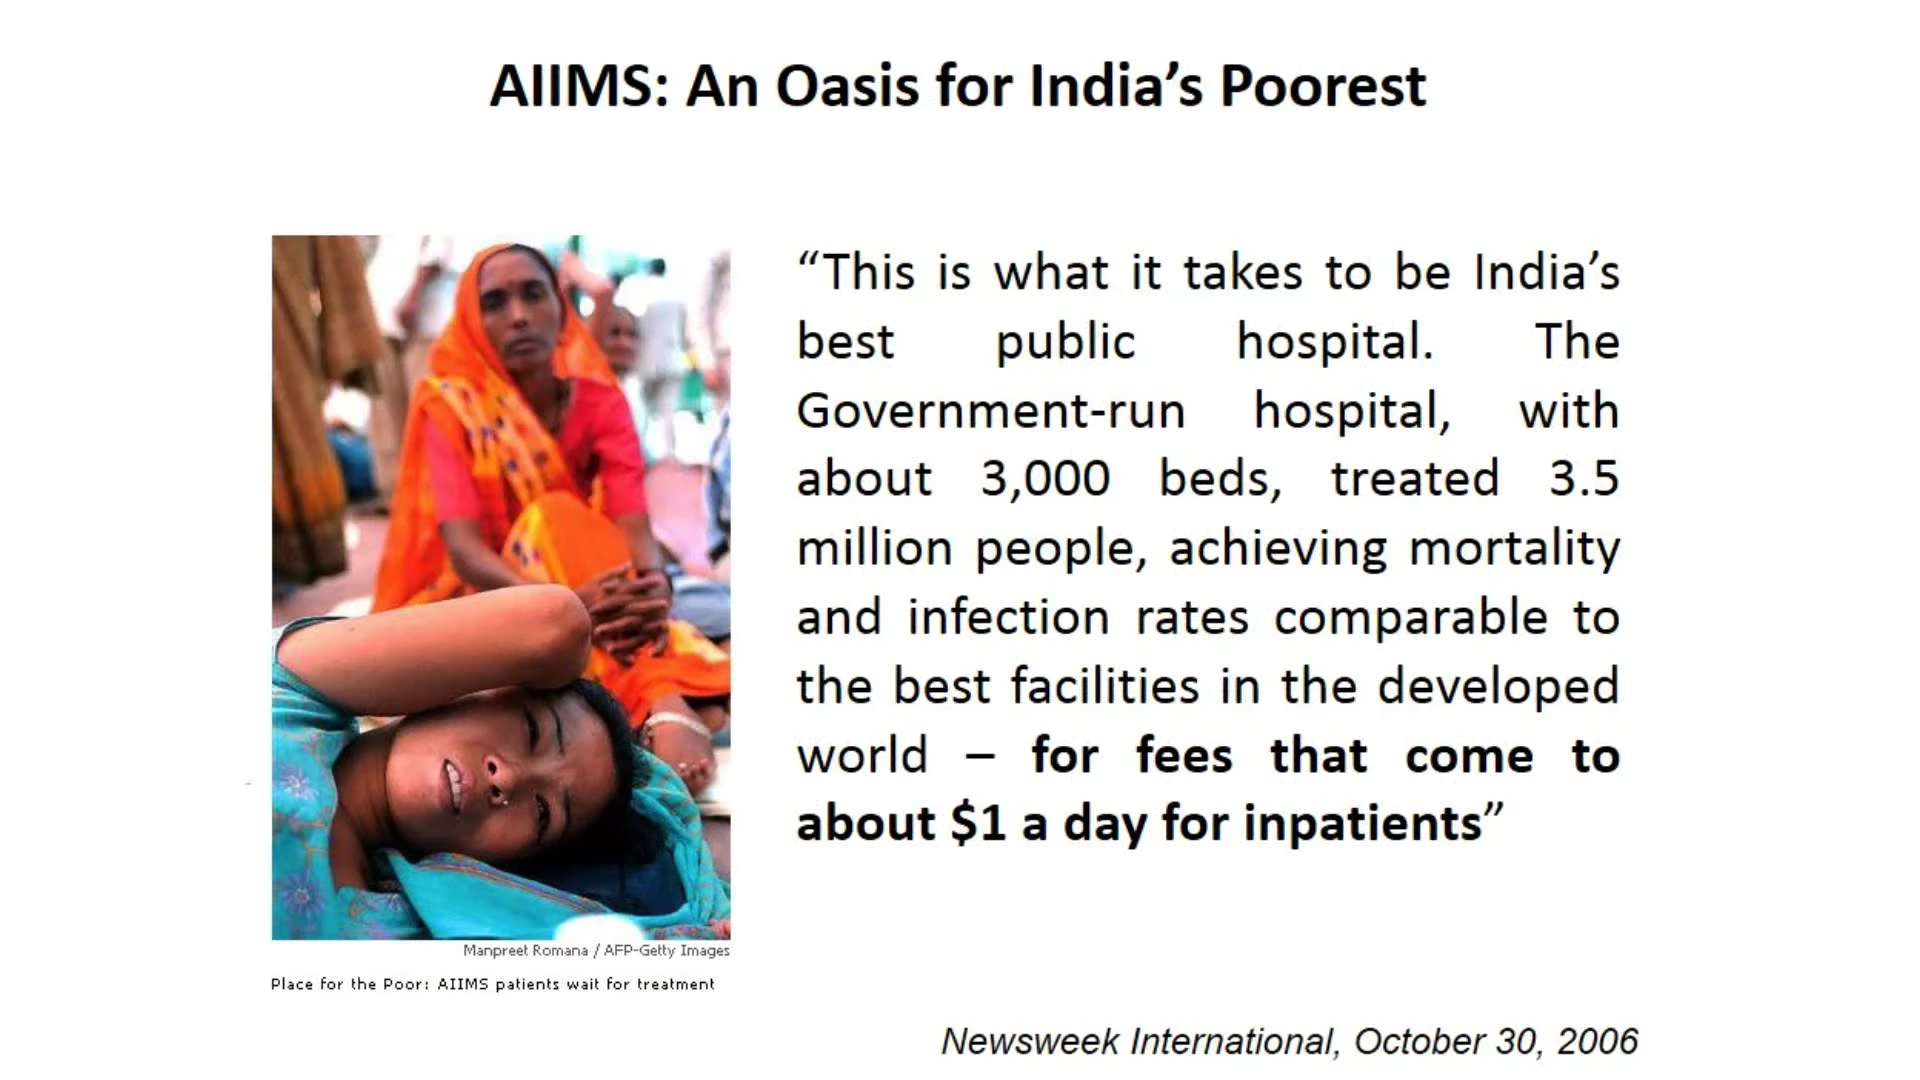 AIIMS: An Oasis for India’s Poorest
“This is what it takes to be India’s
best public hospital. The
Government-run hospital, with
about 3,000 beds, treated 3.5
million people, achieving mortality
and infection rates comparable to
the best facilities in the developed
world – for fees that come to
about $1 a day for inpatients”
Manpreet Romana / AFP-Getty Images
Place for the Poor: AIIMS patients wait for treatment
Newsweek International, October 30, 2006